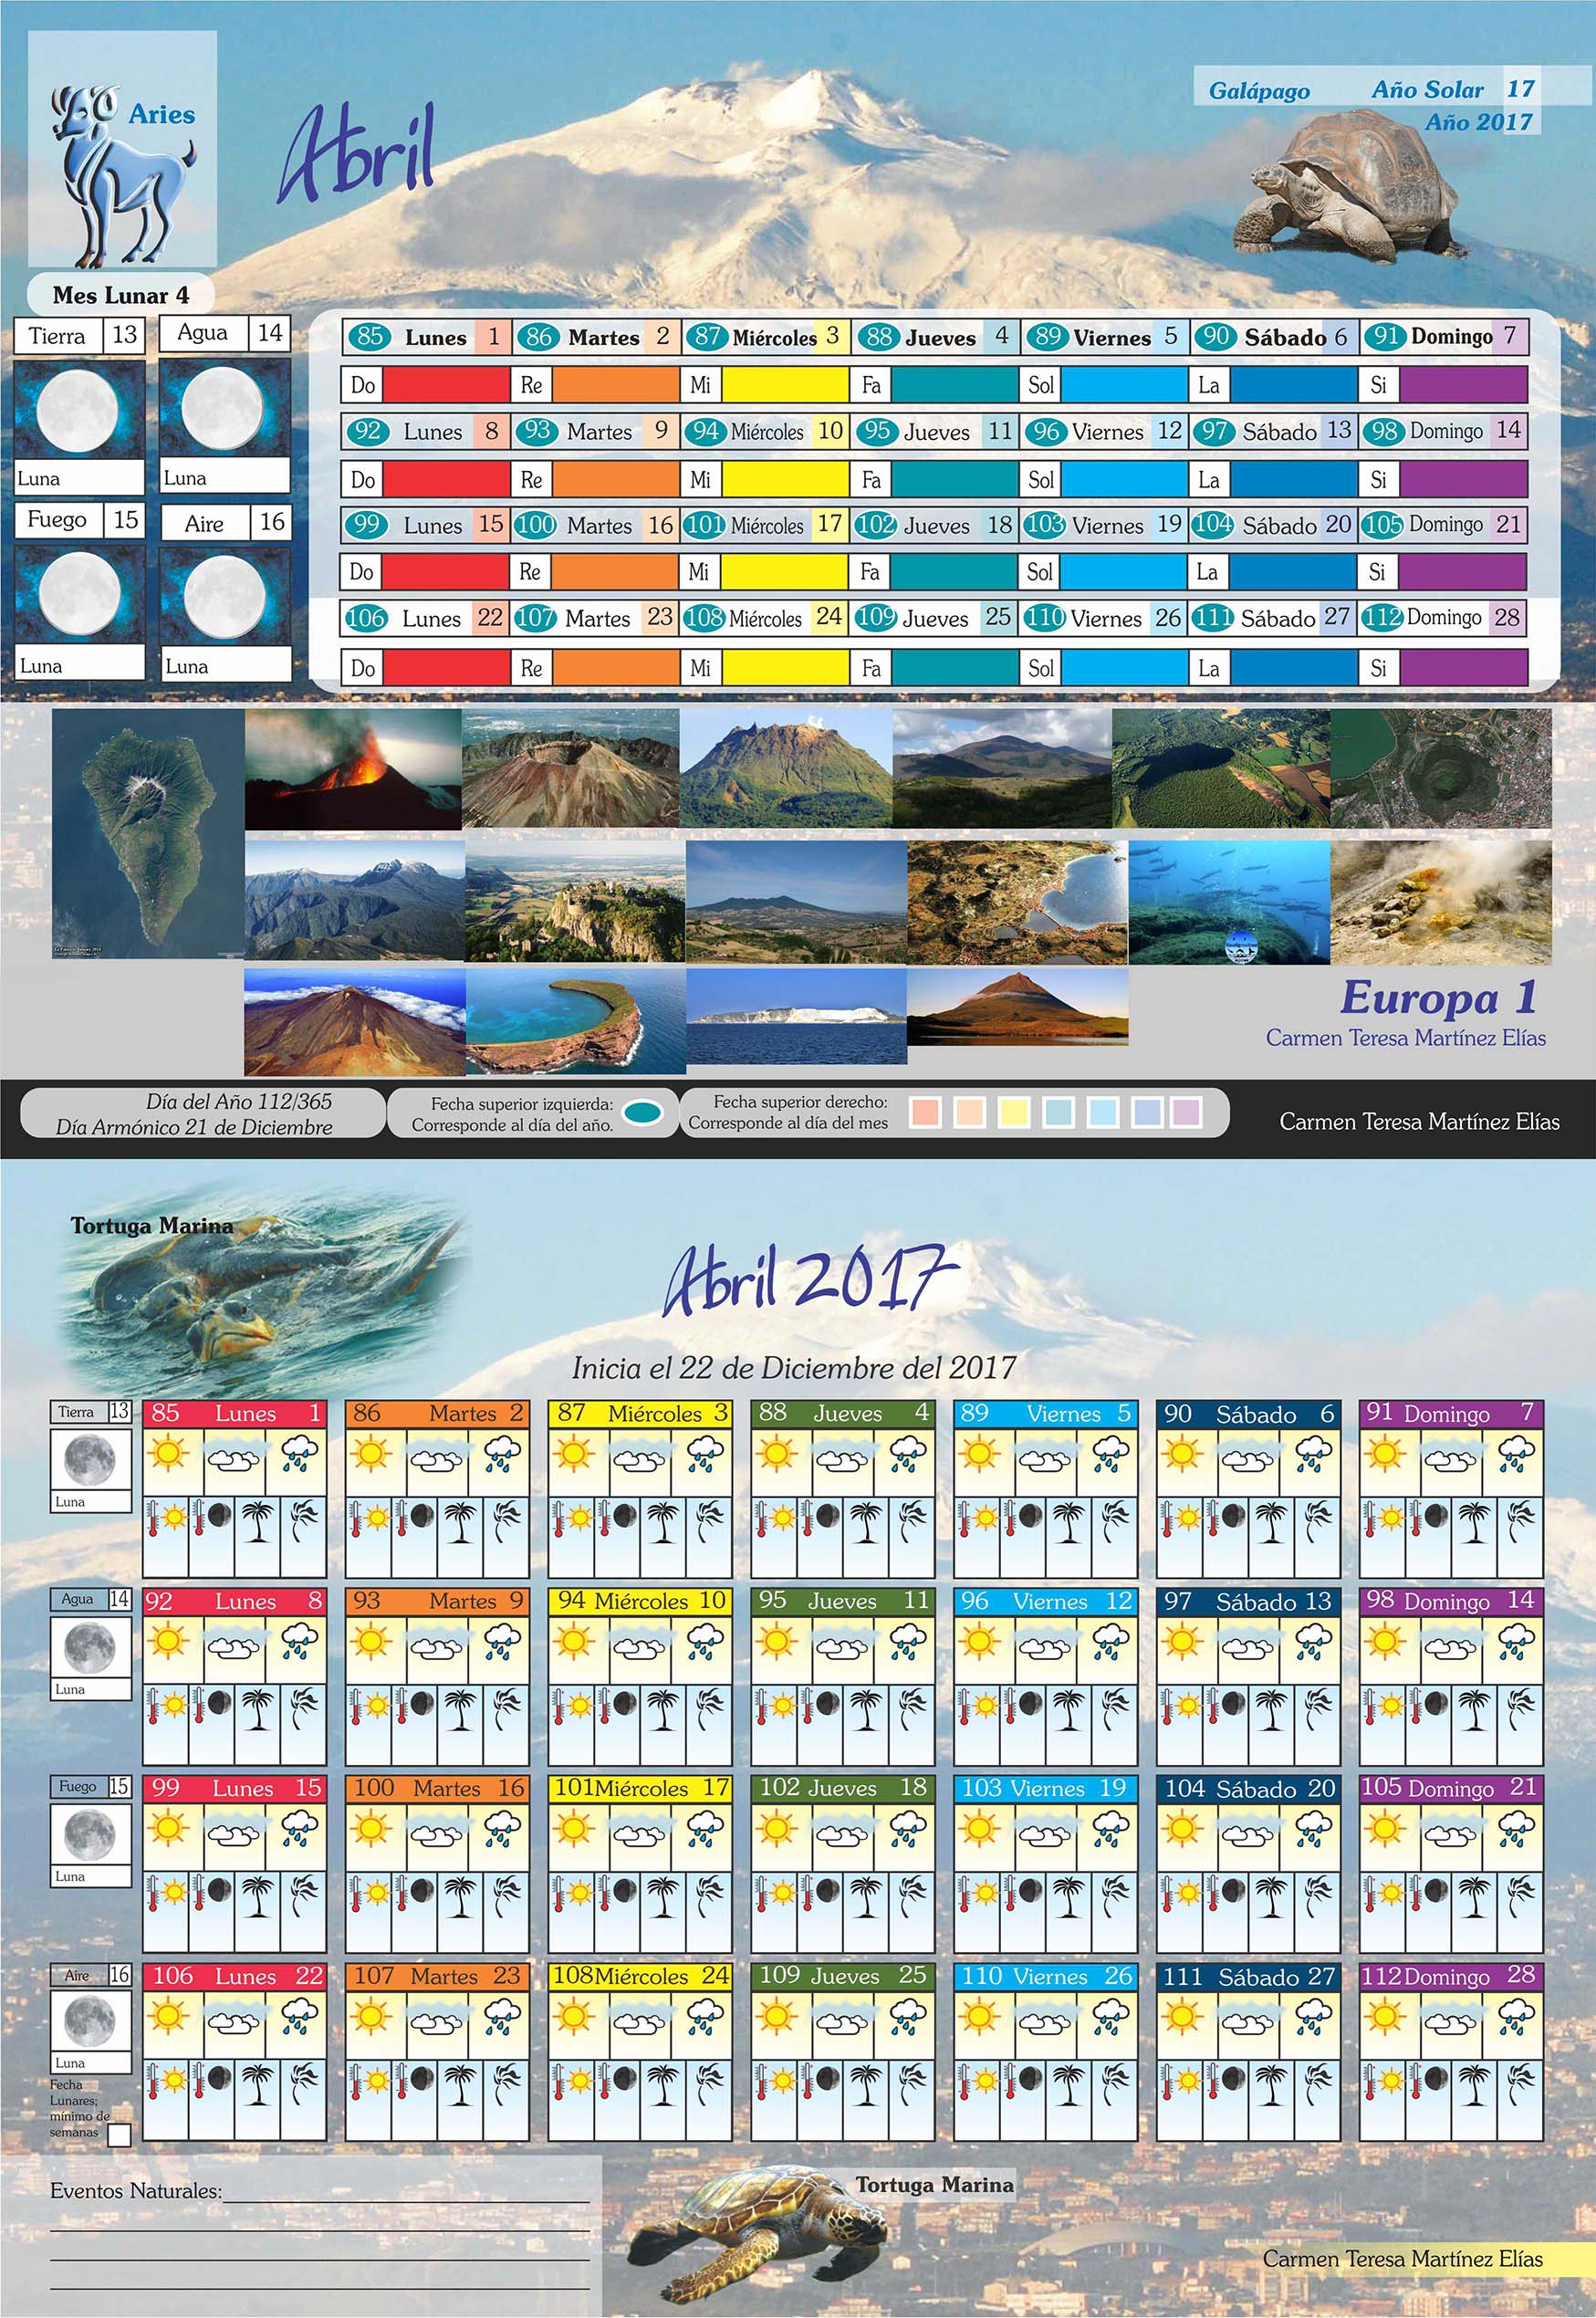 Aries
Abril
Galápago Año Solar 17
Año 2017
Mes Lunar 4
Tierra 13 Agua 14
Luna Luna
Fuego 15 Aire 16
Luna Luna
85 Lunes 1 86 Martes 2 87 Miércoles 3 88 Jueves 4 89 Viernes 5 90 Sábado 6 91 Domingo 7
Do Re Mi Fa Sol La Si
92 Lunes 8 93 Martes 9 94 Miércoles 10 95 Jueves 11 96 Viernes 12 97 Sábado 13 98 Domingo 14
Do Re Mi Fa Sol La Si
99 Lunes 15 100 Martes 16 101 Miércoles 17 102 Jueves 18 103 Viernes 19 104 Sábado 20 105 Domingo 21
Do Re Mi Fa Sol La Si
106 Lunes 22 107 Martes 23 108 Miércoles 24 109 Jueves 25 110 Viernes 26 111 Sábado 27 112 Domingo 28
Do Re Mi Fa Sol La Si
Europa 1
Carmen Teresa Martínez Elías
Día del Año 112/365
Día Armónico 21 de Diciembre
Fecha superior izquierda:
Corresponde al día del año.
Fecha superior derecho:
Corresponde al día del mes
Carmen Teresa Martínez Elías
Tortuga Marina
Abril 2017
Inicia el 22 de Diciembre del 2017
Tierra 13 85 Lunes 1 86 Martes 2 87 Miércoles 3 88 Jueves 4 89 Viernes 5 90 Sábado 6 91 Domingo 7
Luna
Agua 14 92 Lunes 8 93 Martes 9 94 Miércoles 10 95 Jueves 11 96 Viernes 12 97 Sábado 13 98 Domingo 14
Luna
Fuego 15 99 Lunes 15 100 Martes 16 101 Miércoles 17 102 Jueves 18 103 Viernes 19 104 Sábado 20 105 Domingo 21
Luna
Aire 16 106 Lunes 22 107 Martes 23 108 Miércoles 24 109 Jueves 25 110 Viernes 26 111 Sábado 27 112 Domingo 28
Luna
Fecha
Lunares;
mínimo de
semanas
Eventos Naturales:
Tortuga Marina
Carmen Teresa Martínez Elías